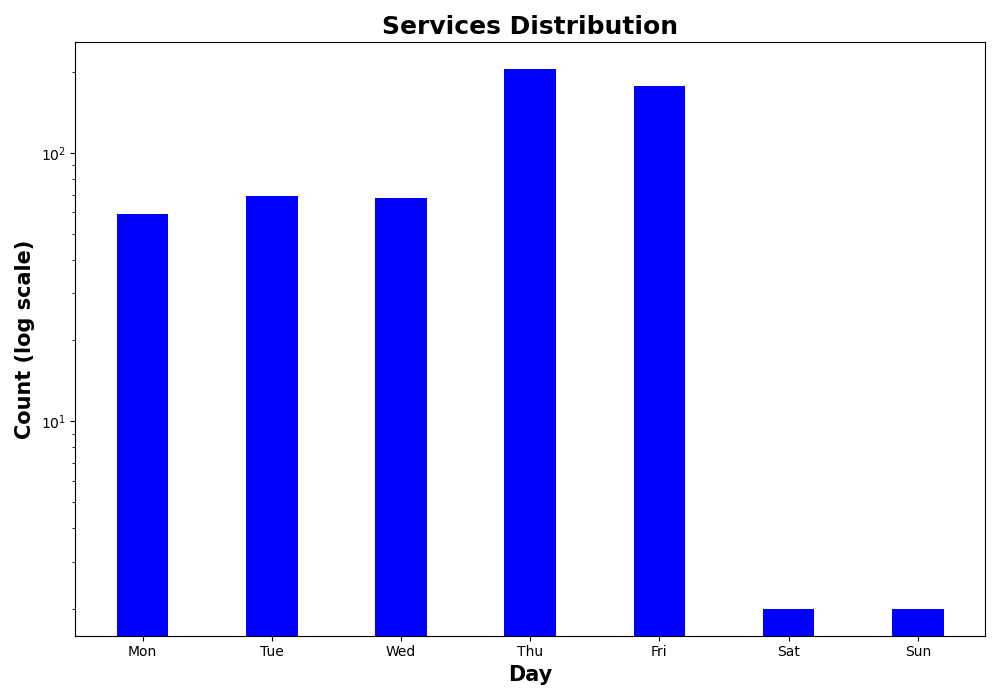 Services Distribution
Count (log scale)
10²
10¹
Mon Tue Wed Thu Fri Sat Sun
Day